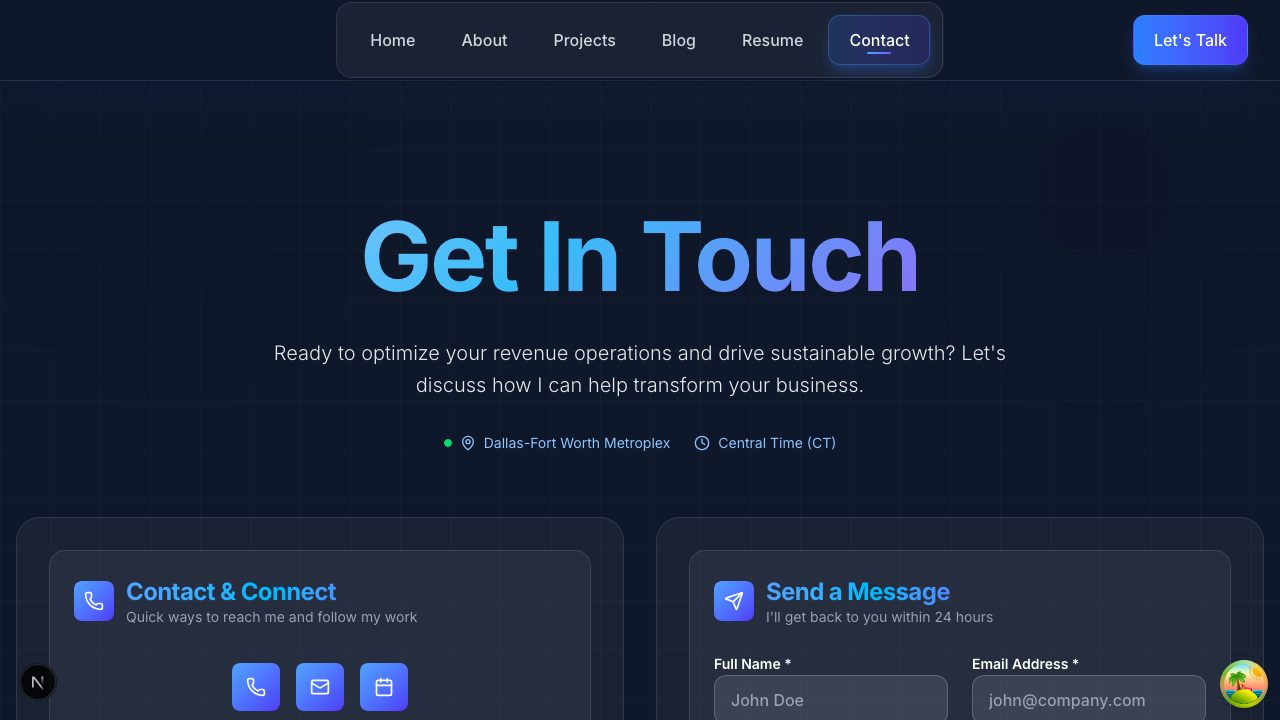 Home
About
Projects
Blog
Resume
Contact
Let's Talk
Get In Touch
Ready to optimize your revenue operations and drive sustainable growth? Let's
discuss how I can help transform your business.
Dallas-Fort Worth Metroplex
Central Time (CT)
Contact & Connect
Quick ways to reach me and follow my work
Send a Message
I'll get back to you within 24 hours
Full Name *
Email Address *
John Doe
john@company.com
N